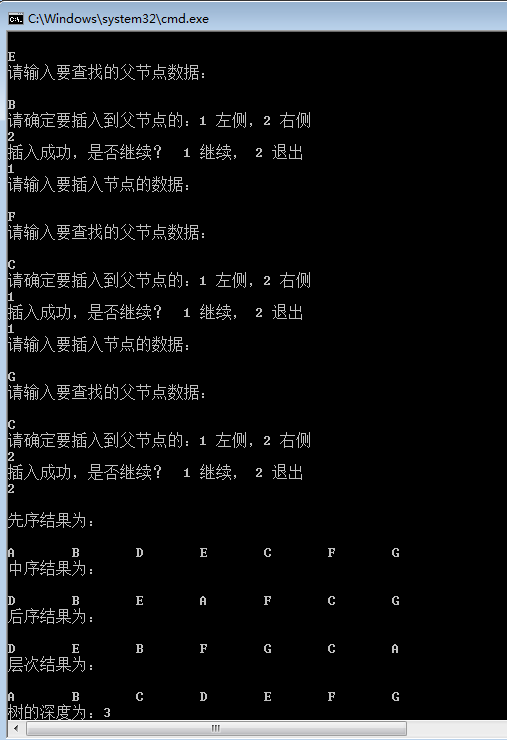 C:\Windows\system32\cmd.exe
E
请输入要查找的父节点数据：
B
请确定要插入到父节点的：1 左侧，2 右侧
2
插入成功，是否继续？ 1 继续， 2 退出
1
请输入要插入节点的数据：
F
请输入要查找的父节点数据：
C
请确定要插入到父节点的：1 左侧，2 右侧
1
插入成功，是否继续？ 1 继续， 2 退出
1
请输入要插入节点的数据：
G
请输入要查找的父节点数据：
C
请确定要插入到父节点的：1 左侧，2 右侧
2
插入成功，是否继续？ 1 继续， 2 退出
2
先序结果为：
A B D E C F G
中序结果为：
D B E A F C G
后序结果为：
D E B F G C A
层次结果为：
A B C D E F G
树的深度为：3